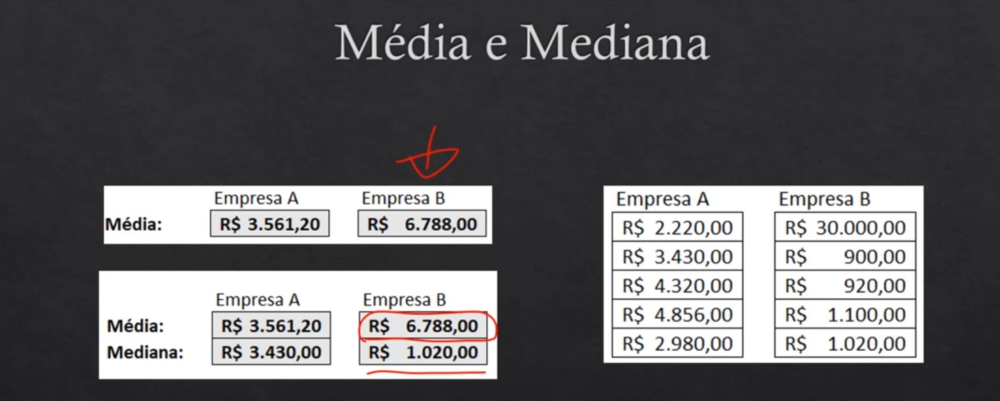 Média e Mediana
Empresa A Empresa B
Média: R$ 3.561,20 R$ 6.788,00
Empresa A Empresa B
Média: R$ 3.561,20 R$ 6.788,00
Mediana: R$ 3.430,00 R$ 1.020,00
Empresa A Empresa B
R$ 2.220,00 R$ 30.000,00
R$ 3.430,00 R$ 900,00
R$ 4.320,00 R$ 920,00
R$ 4.856,00 R$ 1.100,00
R$ 2.980,00 R$ 1.020,00